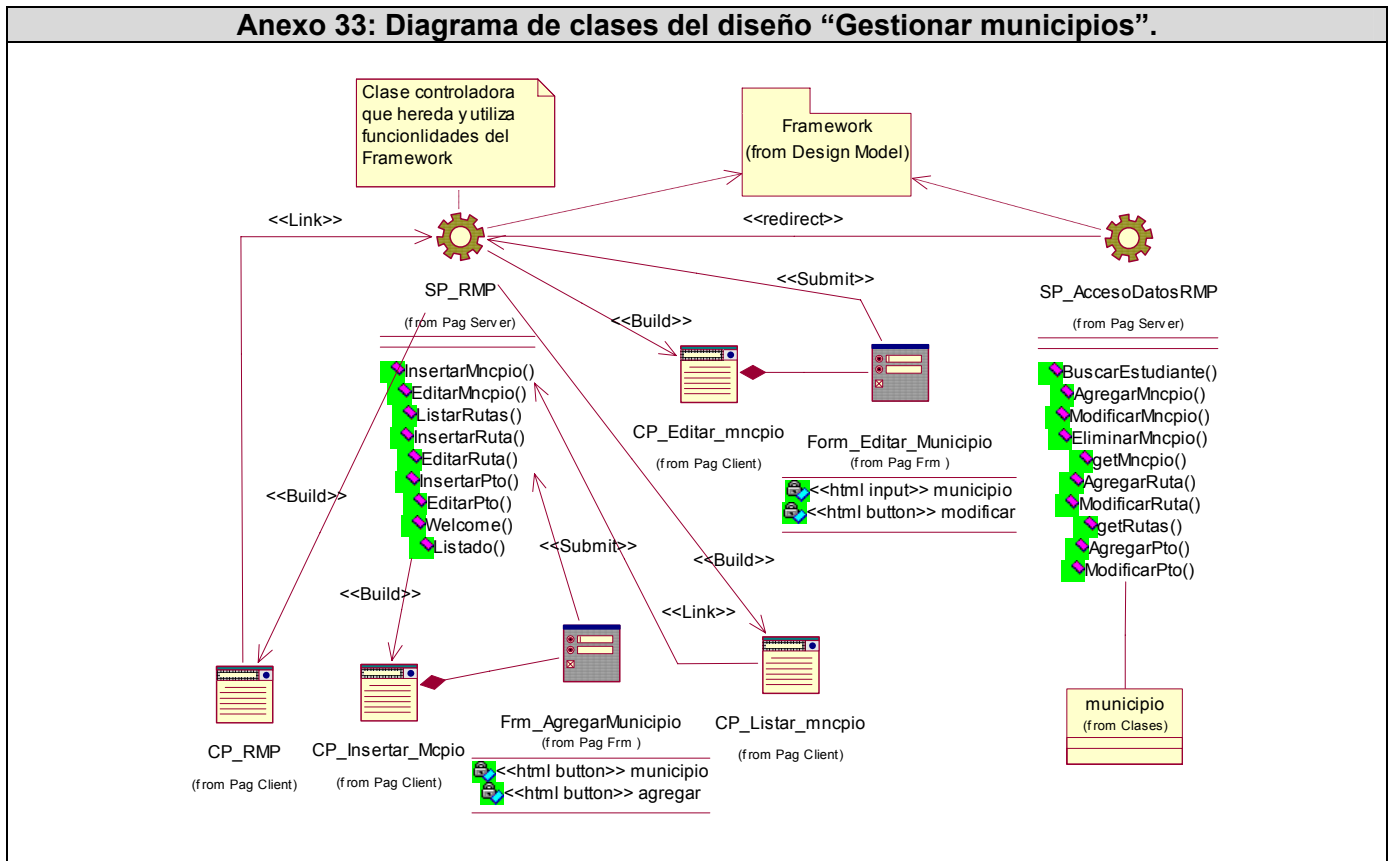 Anexo 33: Diagrama de clases del diseño “Gestionar municipios”.
Clase controladora
que hereda y utiliza
funcionlidades del
Framework
Framework
(from Design Model)
<<Link>>
<<redirect>>
<<Submit>>
SP_RMP
(from Pag Server)
SP_AccesoDatosRMP
(from Pag Server)
<<Build>>
InsertarMncpio()
EditarMncpio()
ListarRutas()
InsertarRuta()
EditarRuta()
InsertarPto()
EditarPto()
Welcome()
Listado()
BuscarEstudiante()
AgregarMncpio()
ModificarMncpio()
EliminarMncpio()
getMncpio()
AgregarRuta()
ModificarRuta()
getRutas()
AgregarPto()
ModificarPto()
CP_Editar_mncpio
(from Pag Client)
Form_Editar_Municipio
(from Pag Frm )
<<html input>> municipio
<<html button>> modificar
<<Build>>
<<Submit>>
<<Build>>
<<Build>>
<<Link>>
CP_RMP
(from Pag Client)
CP_Insertar_Mcpio
(from Pag Client)
Frm_AgregarMunicipio
(from Pag Frm )
<<html button>> municipio
<<html button>> agregar
CP_Listar_mncpio
(from Pag Client)
municipio
(from Clases)